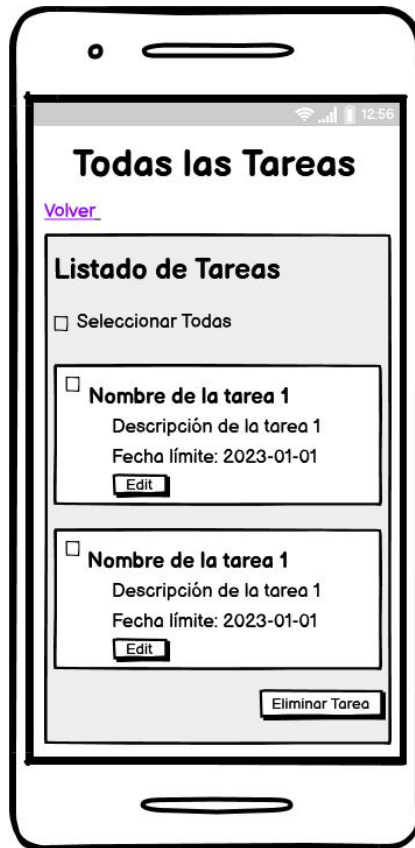 12:56
Todas las Tareas
Volver
Listado de Tareas
Seleccionar Todas
Nombre de la tarea 1
Descripción de la tarea 1
Fecha límite: 2023-01-01
Edit
Nombre de la tarea 1
Descripción de la tarea 1
Fecha límite: 2023-01-01
Edit
Eliminar Tarea